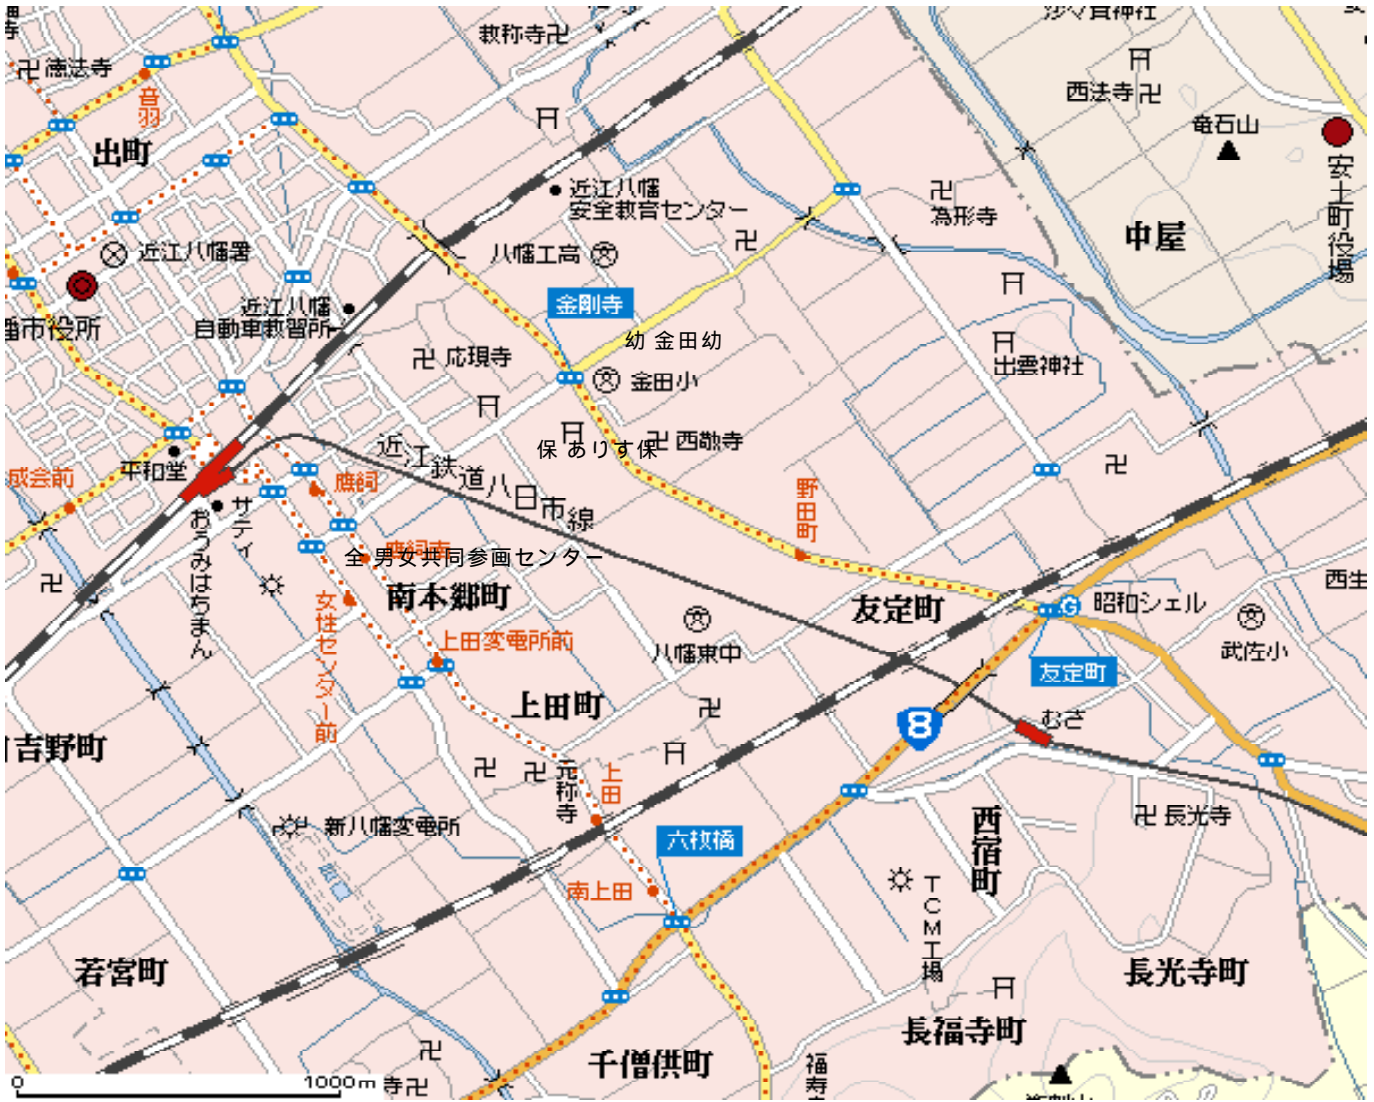 教称寺
徳法寺
音羽
出町
西法寺
竜石山
安土町役場
近江八幡
安全教育センター
為形寺
中屋
近江八幡署
八幡工高
近江八幡
自動車教習所
金剛寺
番市役所
幼 金田幼
応現寺
金田小
出雲神社
保 ありす保
西敬寺
平和堂
成会前
サティ
おうみはちまん
鷹飼
近江鉄道八日市線
野田町
鷹飼南
全 男女共同参画センター
南本郷町
女性センター前
上田変電所前
友定町
昭和シェル
西生
武佐小
友定町
八幡東中
上田町
8
むさ
吉野町
元称寺
上田
新八幡変電所
六枚橋
南上田
西宿町
長光寺
TCM工場
若宮町
長光寺町
長福寺町
千僧供町
福寿
0
1000m
寺